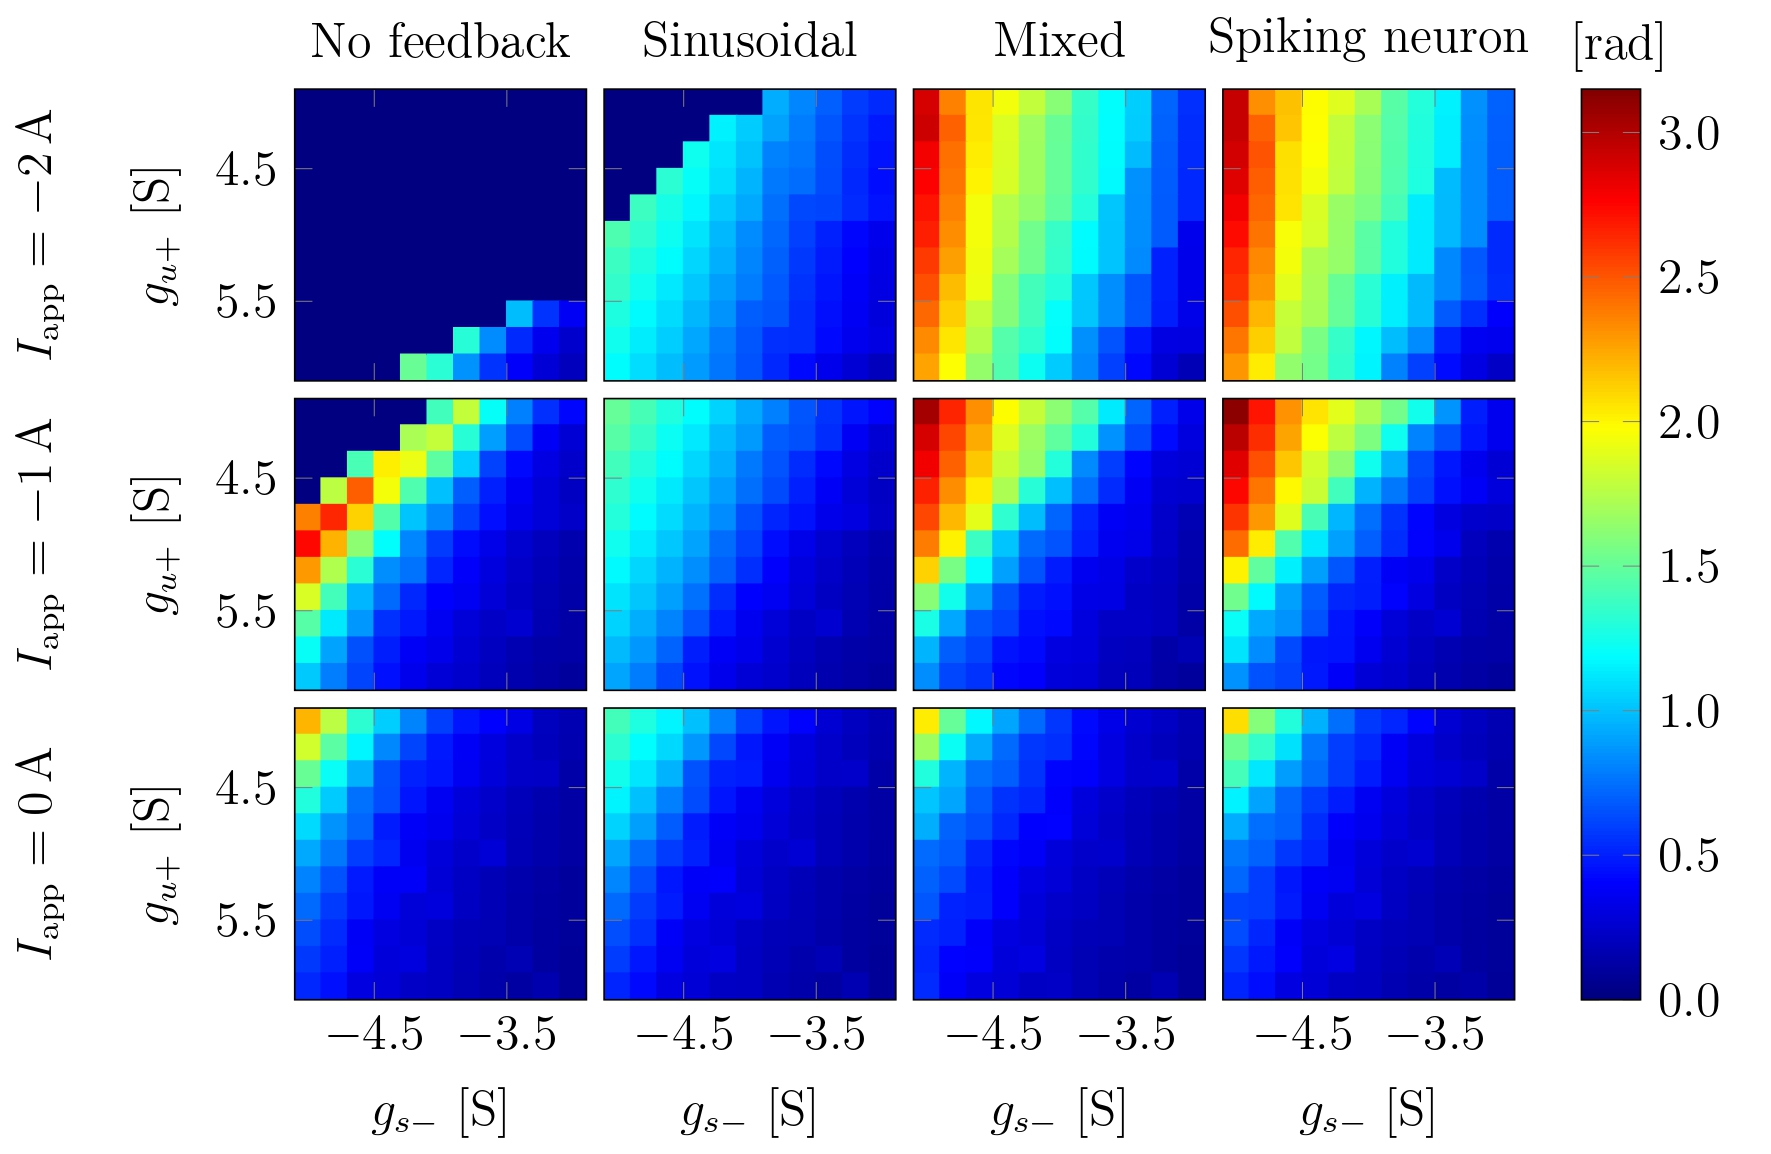 No feedback Sinusoidal Mixed Spiking neuron [rad]
I_app = −2 A
g_u+ [S]
4.5
5.5
I_app = −1 A
g_u+ [S]
4.5
5.5
I_app = 0 A
g_u+ [S]
4.5
5.5
3.0
2.5
2.0
1.5
1.0
0.5
0.0
−4.5 −3.5 −4.5 −3.5 −4.5 −3.5 −4.5 −3.5
g_s− [S] g_s− [S] g_s− [S] g_s− [S]